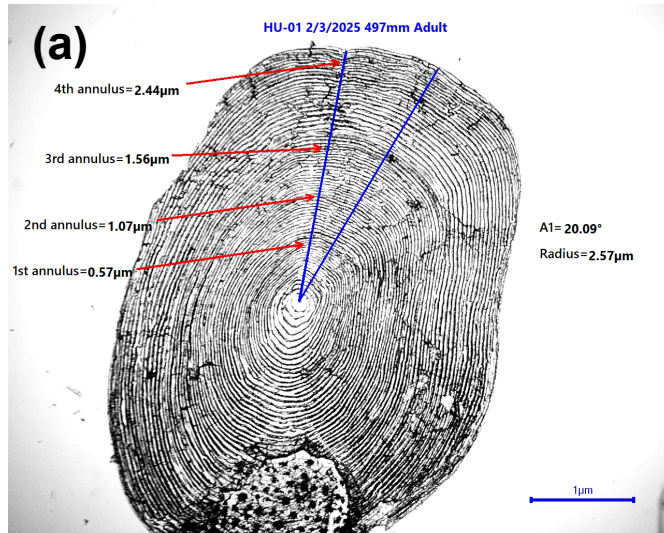 HU-01 2/3/2025 497mm Adult
(a)
4th annulus=2.44µm
3rd annulus=1.56µm
2nd annulus=1.07µm
1st annulus=0.57µm
A1= 20.09°
Radius=2.57µm
1µm